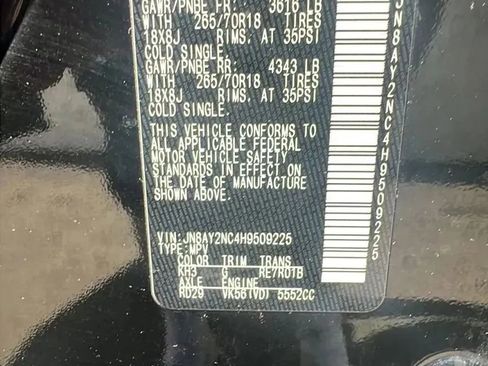 GAWR/PNBE FR: 3616 LB
WITH 265/70R18
18X8J RIMS, AT 35PSI
COLD SINGLE.
GAWR/PNBE RR: 4343 LB
WITH 265/70R18
18X8J RIMS, AT 35PSI
COLD SINGLE.
THIS VEHICLE CONFORMS TO
ALL APPLICABLE FEDERAL
MOTOR VEHICLE SAFETY
STANDARDS IN EFFECT ON
THE DATE OF MANUFACTURE
SHOWN ABOVE.
VIN: JN8AY2NC4H9509225
TYPE: MPV
COLOR TRIM TRANS
KH3 G RE7R01B
AXLE ENGINE
RD29 VK56(VD) 5552CC
JN8AY2NC4H9509225